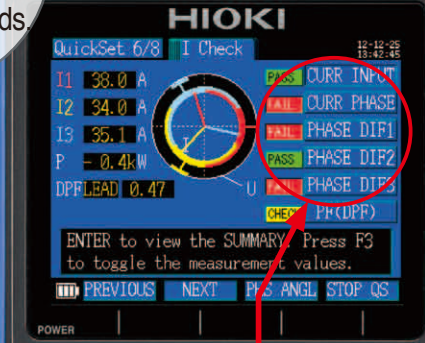 ds.
HIOKI
QuickSet 6/8 I Check 12-12-25 13:42:45
I1 38.0 A PASS CURR INPUT
I2 34.0 A FAIL CURR PHASE
I3 35.1 A FAIL PHASE DIF1
P - 0.4kW PASS PHASE DIF2
DPF LEAD 0.47 I U FAIL PHASE DIF3
CHECK PF(DPF)
ENTER to view the SUMMARY. Press F3
to toggle the measurement values.
PREVIOUS NEXT PHS ANGL STOP QS
POWER